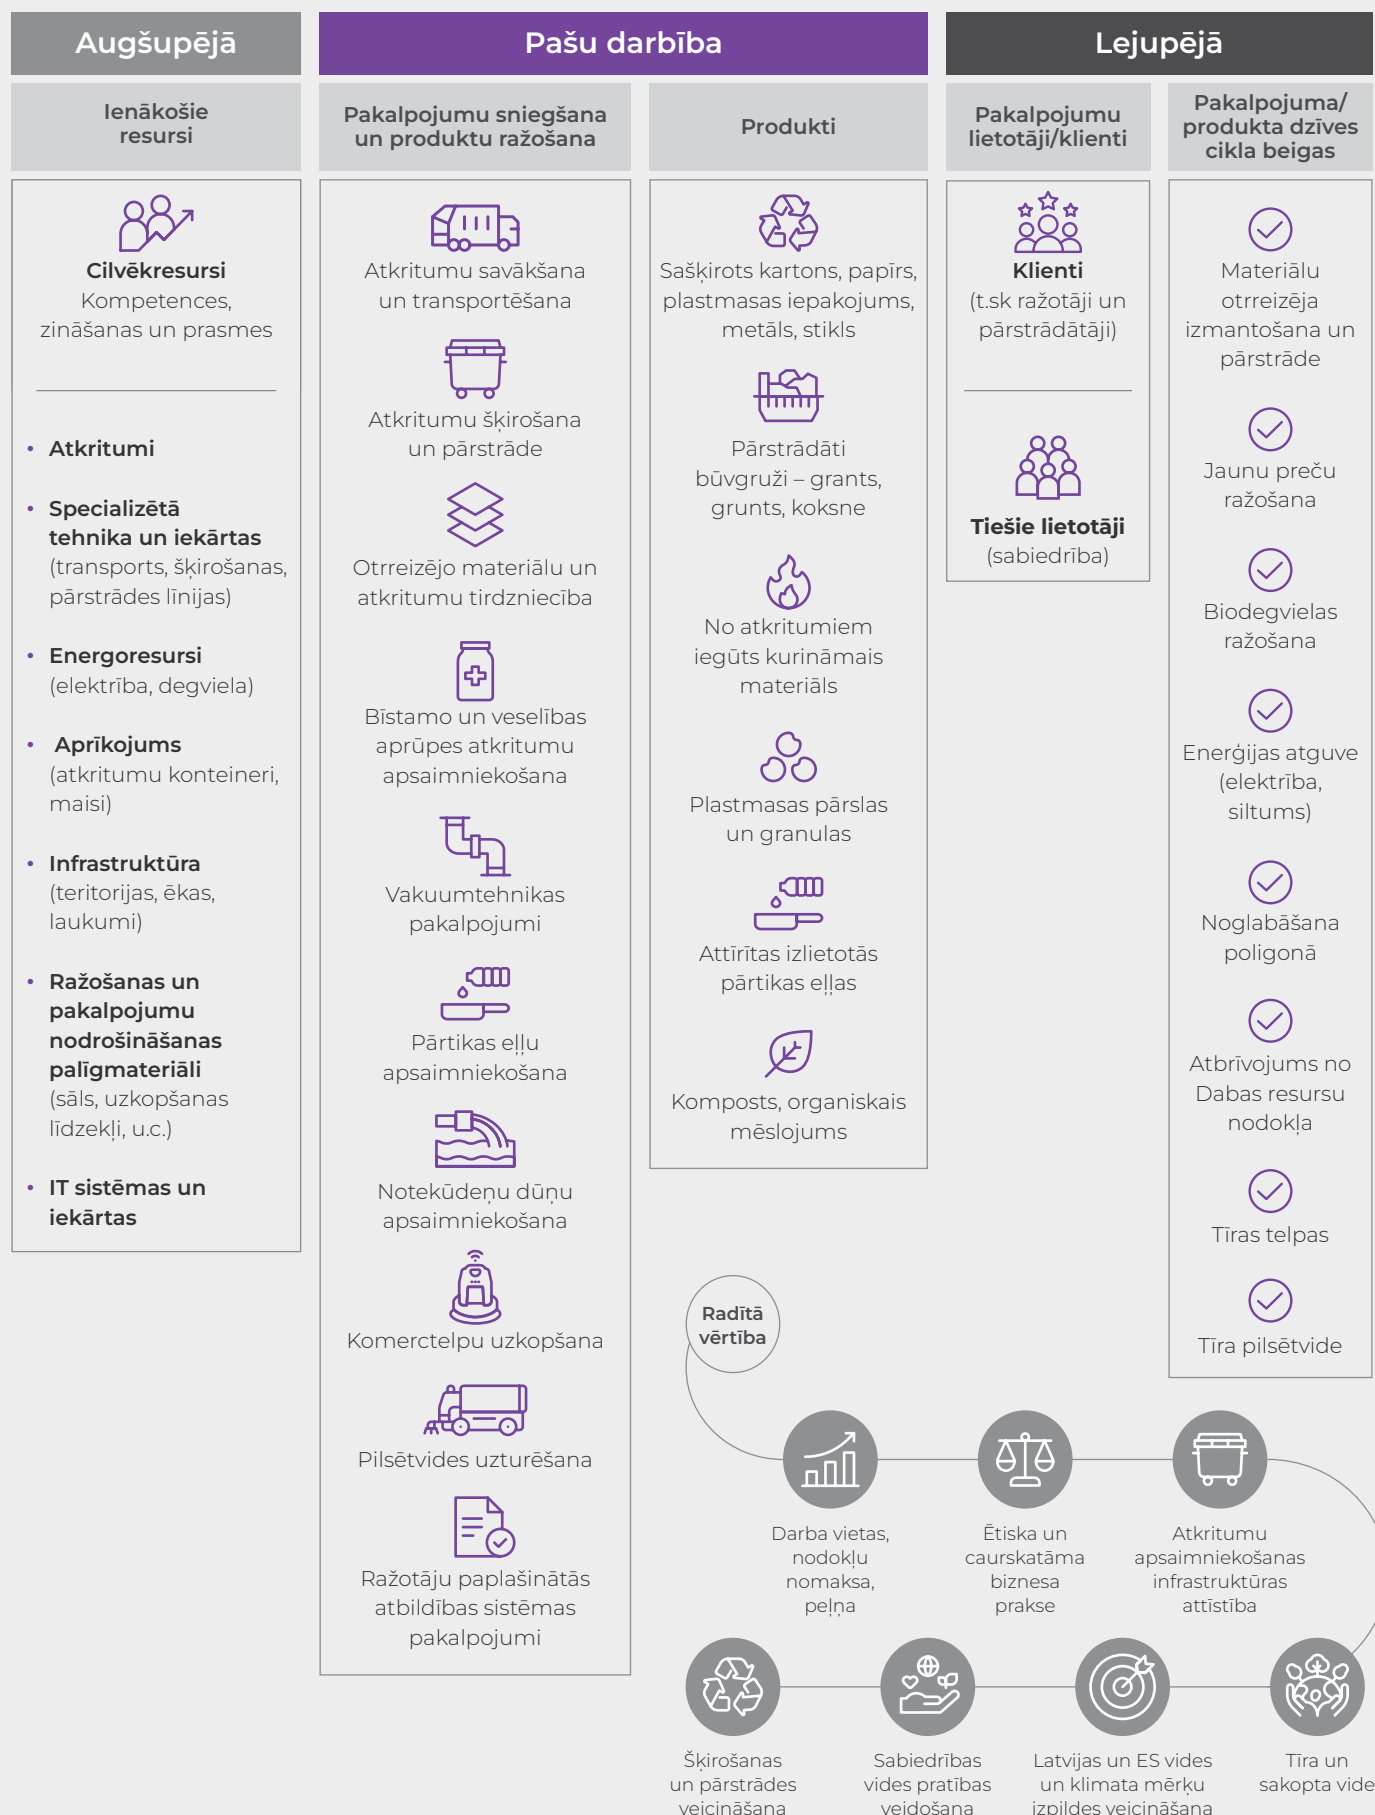 Augšupējā
Ienākošie
resursi
Cilvēkresursi
Kompetences,
zināšanas un prasmes
• Atkritumi
• Specializētā
tehnika un iekārtas
(transports, šķirošanas,
pārstrādes līnijas)
• Energoresursi
(elektrība, degviela)
• Aprīkojums
(atkritumu konteineri,
maisi)
• Infrastruktūra
(teritorijas, ēkas,
laukumi)
• Ražošanas un
pakalpojumu
nodrošināšanas
palīgmateriāli
(sāls, uzkopšanas
līdzekļi, u.c.)
• IT sistēmas un
iekārtas
Pašu darbība
Pakalpojumu sniegšana
un produktu ražošana
Atkritumu savākšana
un transportēšana
Atkritumu šķirošana
un pārstrāde
Otrreizējo materiālu un
atkritumu tirdzniecība
Bīstamo un veselības
aprūpes atkritumu
apsaimniekošana
Vakuumtehnikas
pakalpojumi
Pārtikas eļļu
apsaimniekošana
Notekūdeņu dūņu
apsaimniekošana
Komerctelpu uzkopšana
Pilsētvides uzturēšana
Ražotāju paplašinātās
atbildības sistēmas
pakalpojumi
Produkti
Sašķirots kartons, papīrs,
plastmasas iepakojums,
metāls, stikls
Pārstrādāti
būvgruži – grants,
grunts, koksne
No atkritumiem
iegūts kurināmais
materiāls
Plastmasas pārslas
un granulas
Attīrītas izlietotās
pārtikas eļļas
Komposts, organiskais
mēslojums
Lejupējā
Pakalpojumu
lietotāji/klienti
Klienti
(t.sk ražotāji un
pārstrādātāji)
Tiešie lietotāji
(sabiedrība)
Pakalpojuma/
produkta dzīves
cikla beigas
Materiālu
otrreizēja
izmantošana un
pārstrāde
Jaunu preču
ražošana
Biodegvielas
ražošana
Enerģijas atguve
(elektrība,
siltums)
Noglabāšana
poligonā
Atbrīvojums no
Dabas resursu
nodokļa
Tīras telpas
Tīra pilsētvide
Radītā
vērtība
Darba vietas,
nodokļu
nomaksa,
peļņa
Ētiska un
caurskatāma
biznesa
prakse
Atkritumu
apsaimniekošanas
infrastruktūras
attīstība
Šķirošanas
un pārstrādes
veicināšana
Sabiedrības
vides pratības
veidošana
Latvijas un ES vides
un klimata mērķu
izpildes veicināšana
Tīra un
sakopta vide